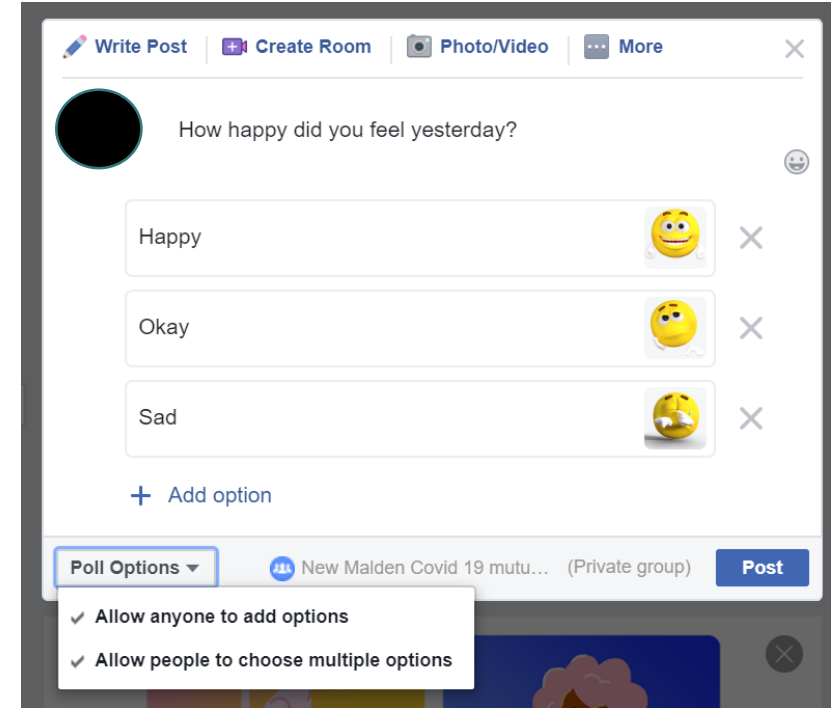 Write Post Create Room Photo/Video More
How happy did you feel yesterday?
Happy
Okay
Sad
Add option
Poll Options New Malden Covid 19 mutu... (Private group) Post
Allow anyone to add options
Allow people to choose multiple options